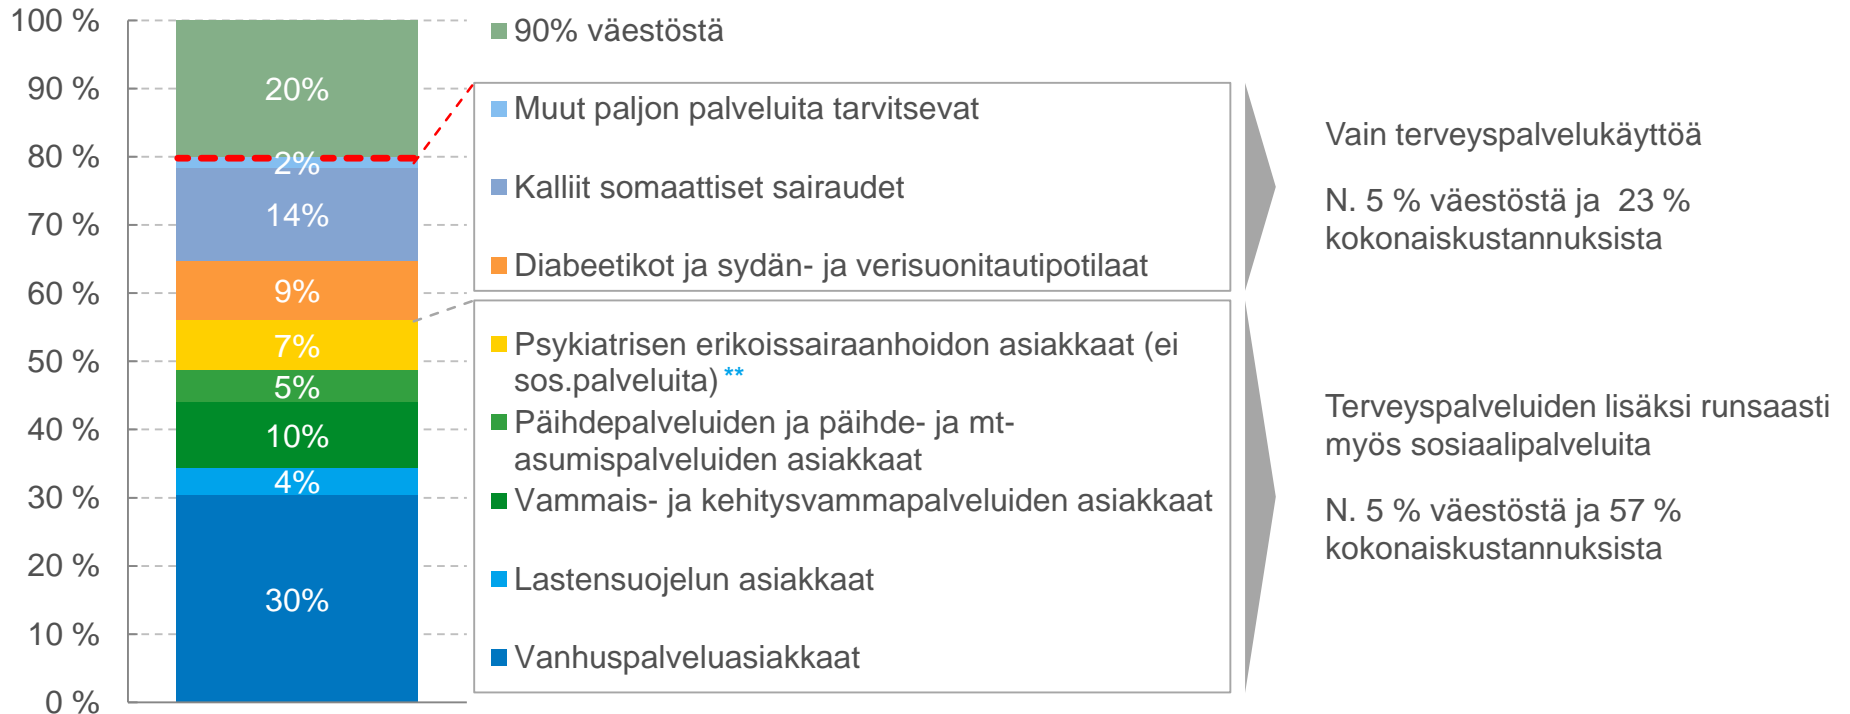 100 %
90 %
80 %
70 %
60 %
50 %
40 %
30 %
20 %
10 %
0 %
20%
2%
14%
9%
7%
5%
10%
4%
30%
90% väestöstä
Muut paljon palveluita tarvitsevat
Kalliit somaattiset sairaudet
Diabeetikot ja sydän- ja verisuonitautipotilaat
Psykiatrisen erikoissairaanhoidon asiakkaat (ei
sos.palveluita) **
Päihdepalveluiden ja päihde- ja mt-
asumispalveluiden asiakkaat
Vammais- ja kehitysvammapalveluiden asiakkaat
Lastensuojelun asiakkaat
Vanhuspalveluasiakkaat
Vain terveyspalvelukäyttöä
N. 5 % väestöstä ja 23 %
kokonaiskustannuksista
Terveyspalveluiden lisäksi runsaasti
myös sosiaalipalveluita
N. 5 % väestöstä ja 57 %
kokonaiskustannuksista